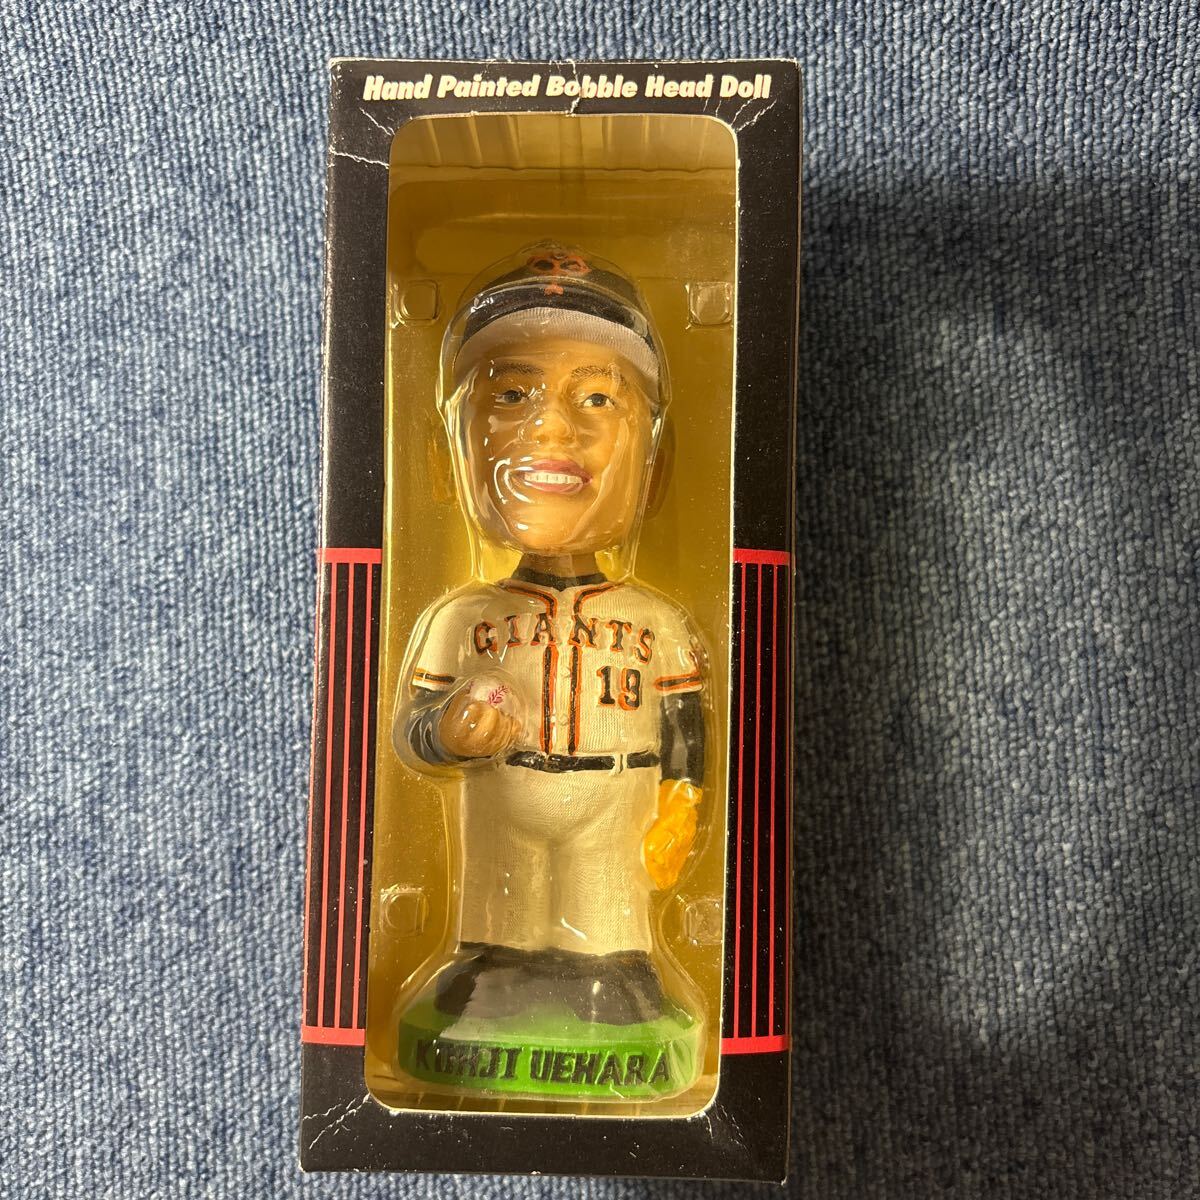 Hand Painted Bobble Head Doll
GIANTS
19
KOHJI UEHARA